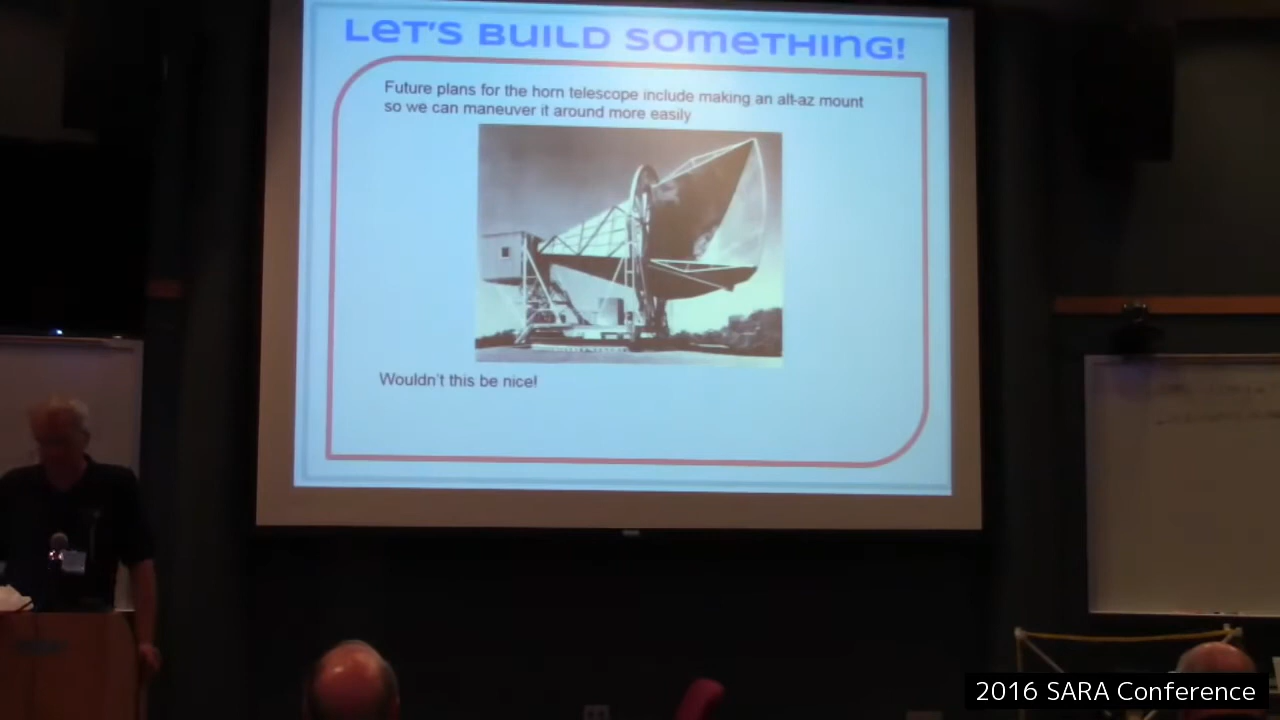 Let's Build Something!
Future plans for the horn telescope include making an alt-az mount
so we can maneuver it around more easily
Wouldn't this be nice!
2016 SARA Conference